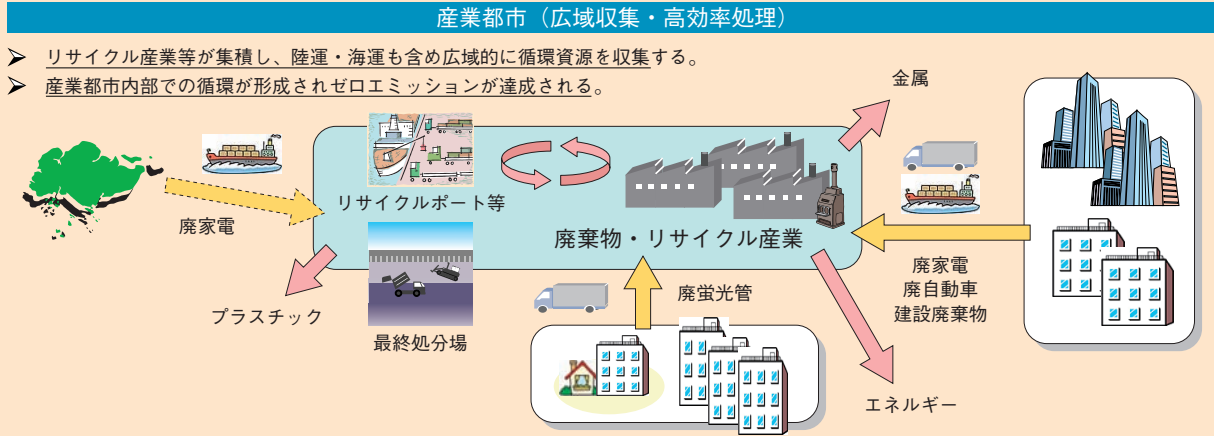 産業都市（広域収集・高効率処理）
➢ リサイクル産業等が集積し、陸運・海運も含め広域的に循環資源を収集する。
➢ 産業都市内部での循環が形成されゼロエミッションが達成される。
金属
リサイクルポート等
廃家電
廃棄物・リサイクル産業
廃家電
廃自動車
建設廃棄物
廃蛍光管
プラスチック
最終処分場
エネルギー